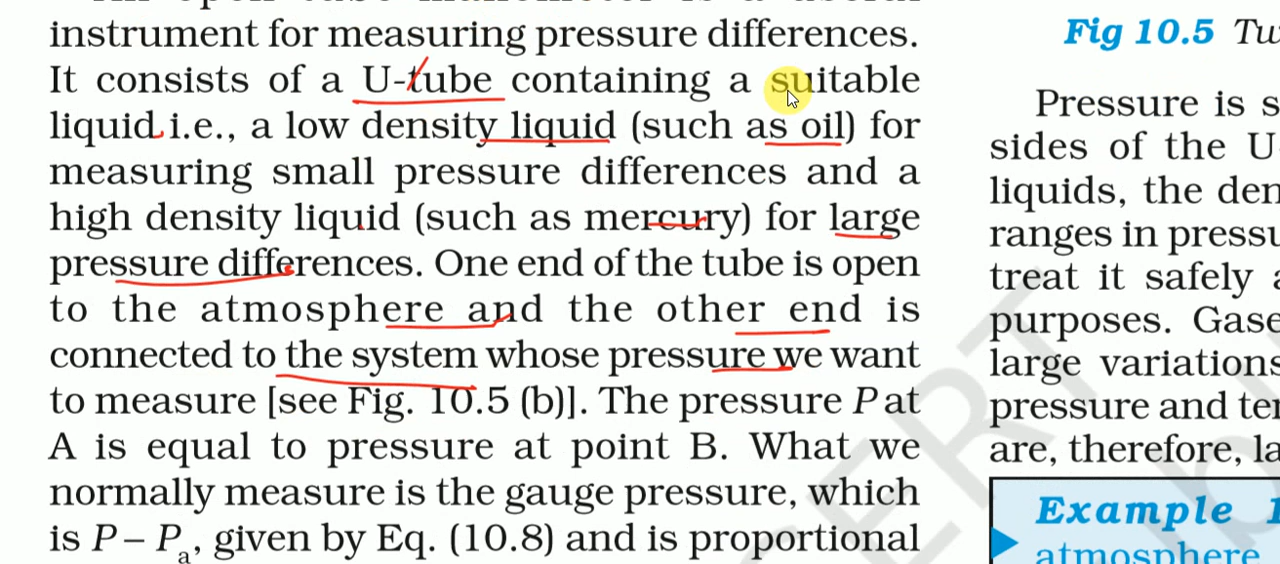 instrument for measuring pressure differences.
It consists of a U-tube containing a suitable
liquid i.e., a low density liquid (such as oil) for
measuring small pressure differences and a
high density liquid (such as mercury) for large
pressure differences. One end of the tube is open
to the atmosphere and the other end is
connected to the system whose pressure we want
to measure [see Fig. 10.5 (b)]. The pressure P at
A is equal to pressure at point B. What we
normally measure is the gauge pressure, which
is P – Pa, given by Eq. (10.8) and is proportional
Fig 10.5
Pressure is
sides of the
liquids, the
ranges in
treat it safely
purposes.
large variations
pressure and
are, therefore,
Example
atmosphere